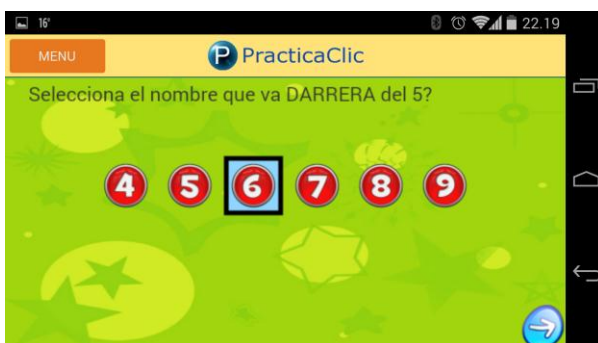 16° 22.19
MENU P PracticaClic
Selecciona el nombre que va DARRERA del 5?
4 5 6 7 8 9